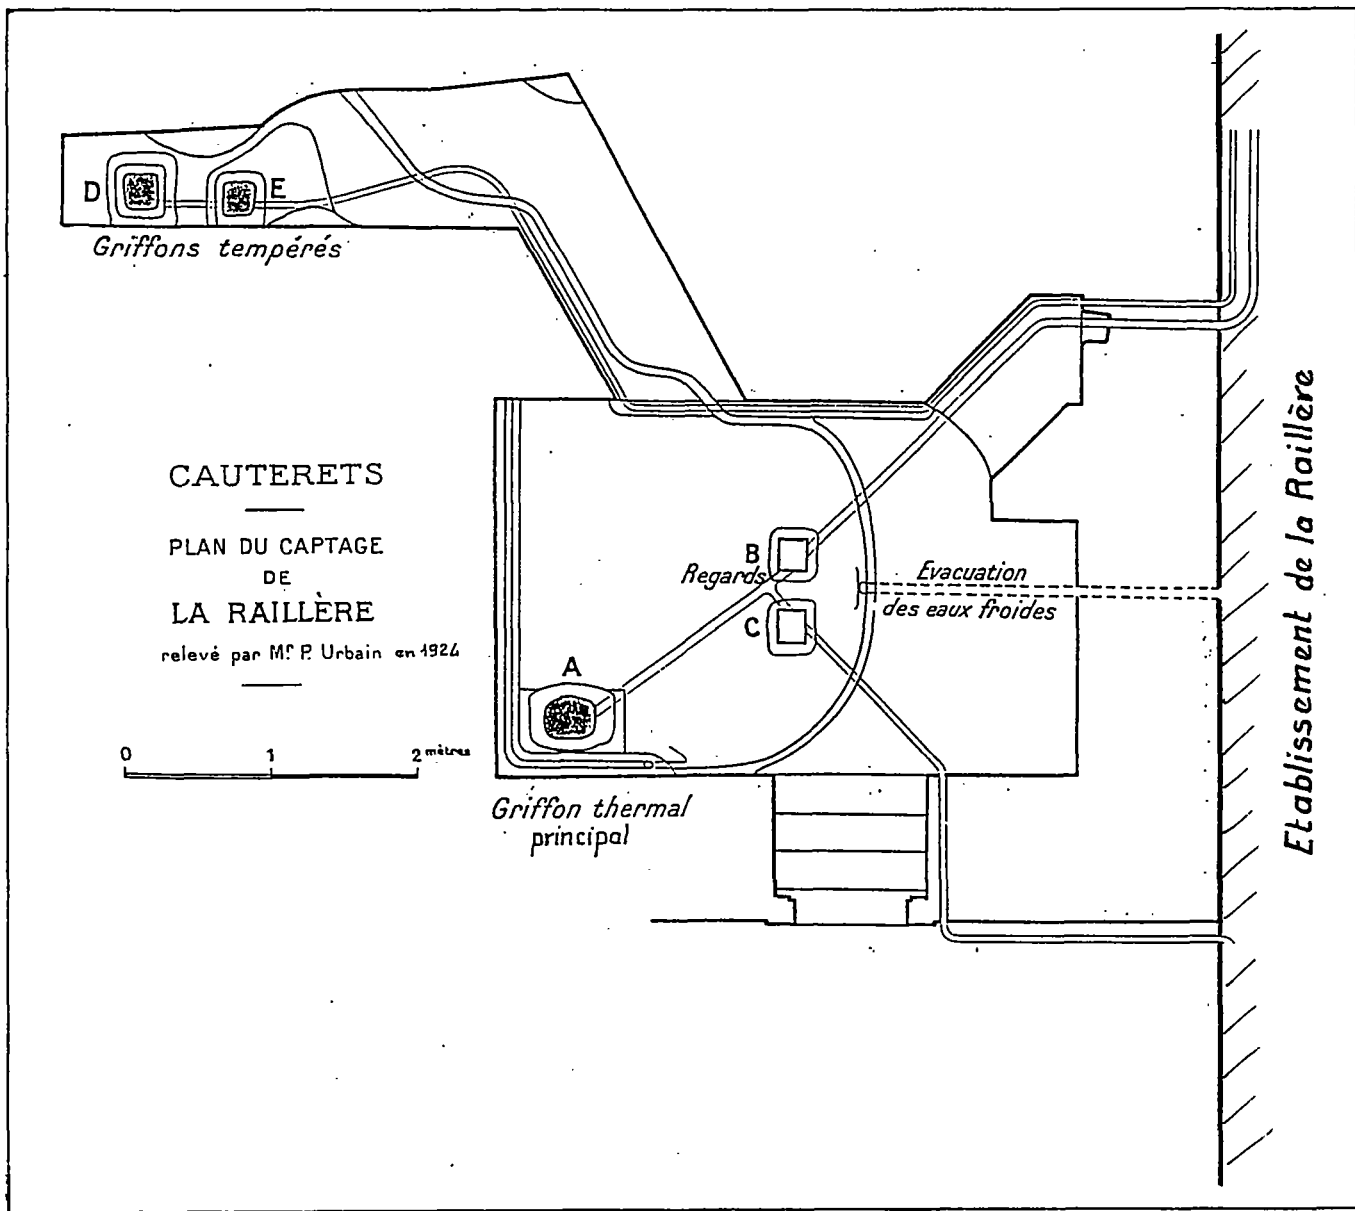 D
E
Griffons tempérés
CAUTERETS
PLAN DU CAPTAGE
DE
LA RAILLÈRE
relevé par Mr P. Urbain en 1924
0 1 2 mètres
A
B
Regards
C
Evacuation
des eaux froides
Griffon thermal
principal
Etablissement de la Raillère